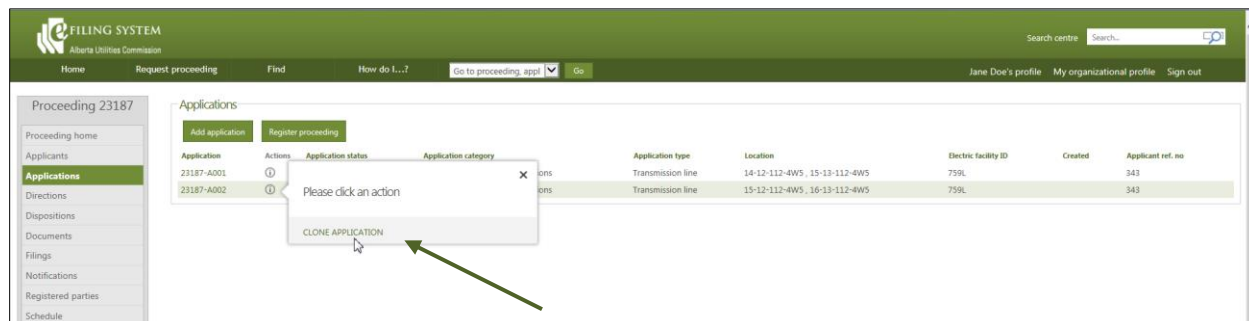 eFILING SYSTEM
Alberta Utilities Commission
Search centre Search...
Home Request proceeding Find How do I...? Go to proceeding, appl Go Jane Doe's profile My organizational profile Sign out
Proceeding 23187
Proceeding home
Applicants
Applications
Directions
Dispositions
Documents
Filings
Notifications
Registered parties
Schedule
Applications
Add application Register proceeding
Application Actions Application status Application category Application type Location Electric facility ID Created Applicant ref. no
23187-A001 ons Transmission line 14-12-112-4W5 , 15-13-112-4W5 759L 343
23187-A002 ons Transmission line 15-12-112-4W5 , 16-13-112-4W5 759L 343
Please click an action
CLONE APPLICATION